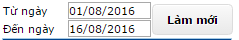 Từ ngày 01/08/2016
Đến ngày 16/08/2016
Làm mới